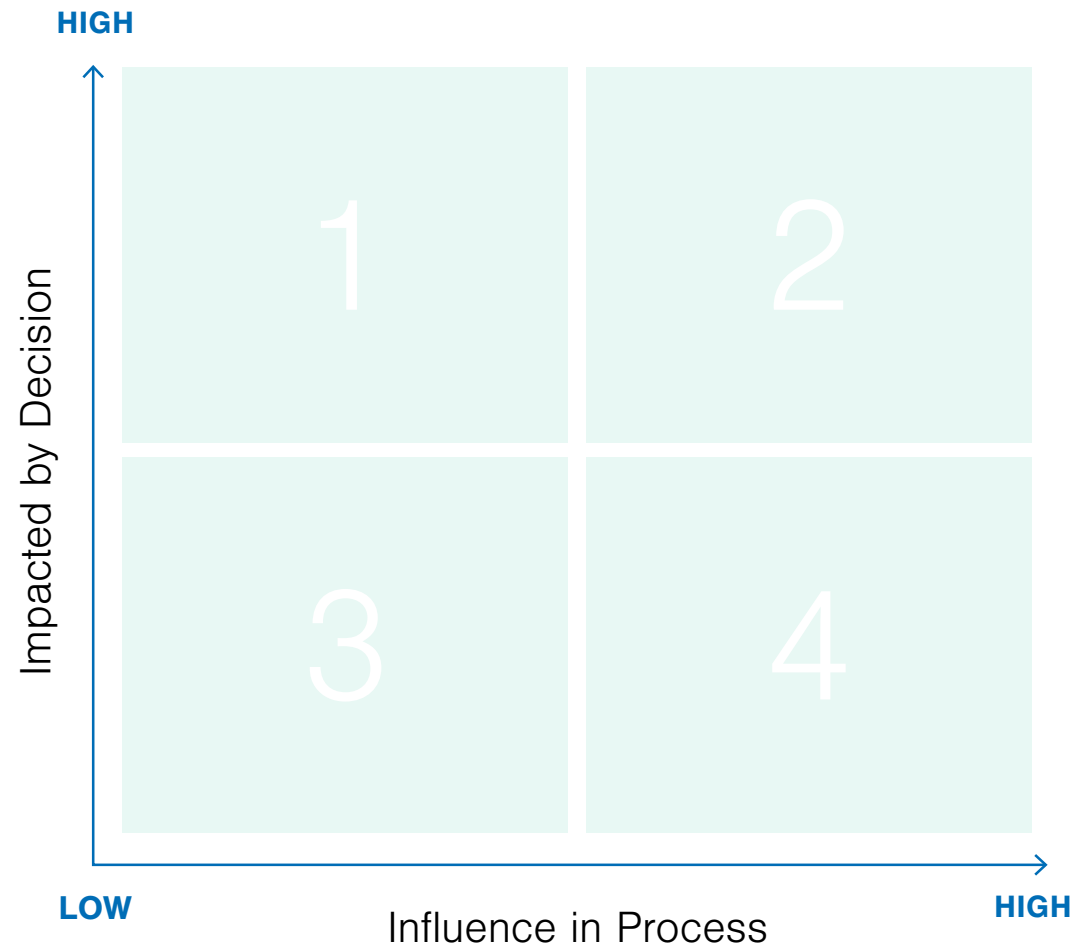 HIGH
1
2
Impacted by Decision
3
4
LOW
HIGH
Influence in Process